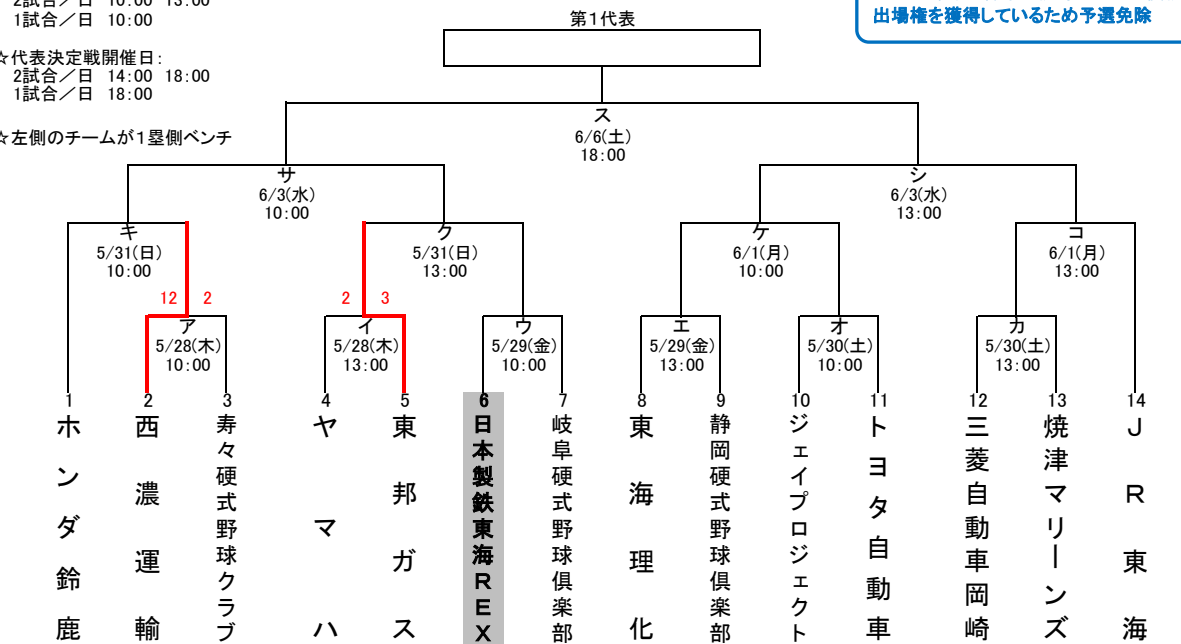 2試合／日 10:00 13:00
1試合／日 10:00
☆代表決定戦開催日：
2試合／日 14:00 18:00
1試合／日 18:00
☆左側のチームが１塁側ベンチ
出場権を獲得しているため予選免除
第１代表
ス
6/6(土)
18:00
サ
6/3(水)
10:00
シ
6/3(水)
13:00
キ
5/31(日)
10:00
ク
5/31(日)
13:00
ケ
6/1(月)
10:00
コ
6/1(月)
13:00
12 2
2 3
ア
5/28(木)
10:00
イ
5/28(木)
13:00
ウ
5/29(金)
10:00
エ
5/29(金)
13:00
オ
5/30(土)
10:00
カ
5/30(土)
13:00
1
ホンダ鈴鹿
2
西濃運輸
3
寿々硬式野球クラブ
4
ヤマハ
5
東邦ガス
6
日本製鉄東海ＲＥＸ
7
岐阜硬式野球倶楽部
8
東海理化
9
静岡硬式野球倶楽部
10
ジェイプロジェクト
11
トヨタ自動車
12
三菱自動車岡崎
13
焼津マリーンズ
14
ＪＲ東海